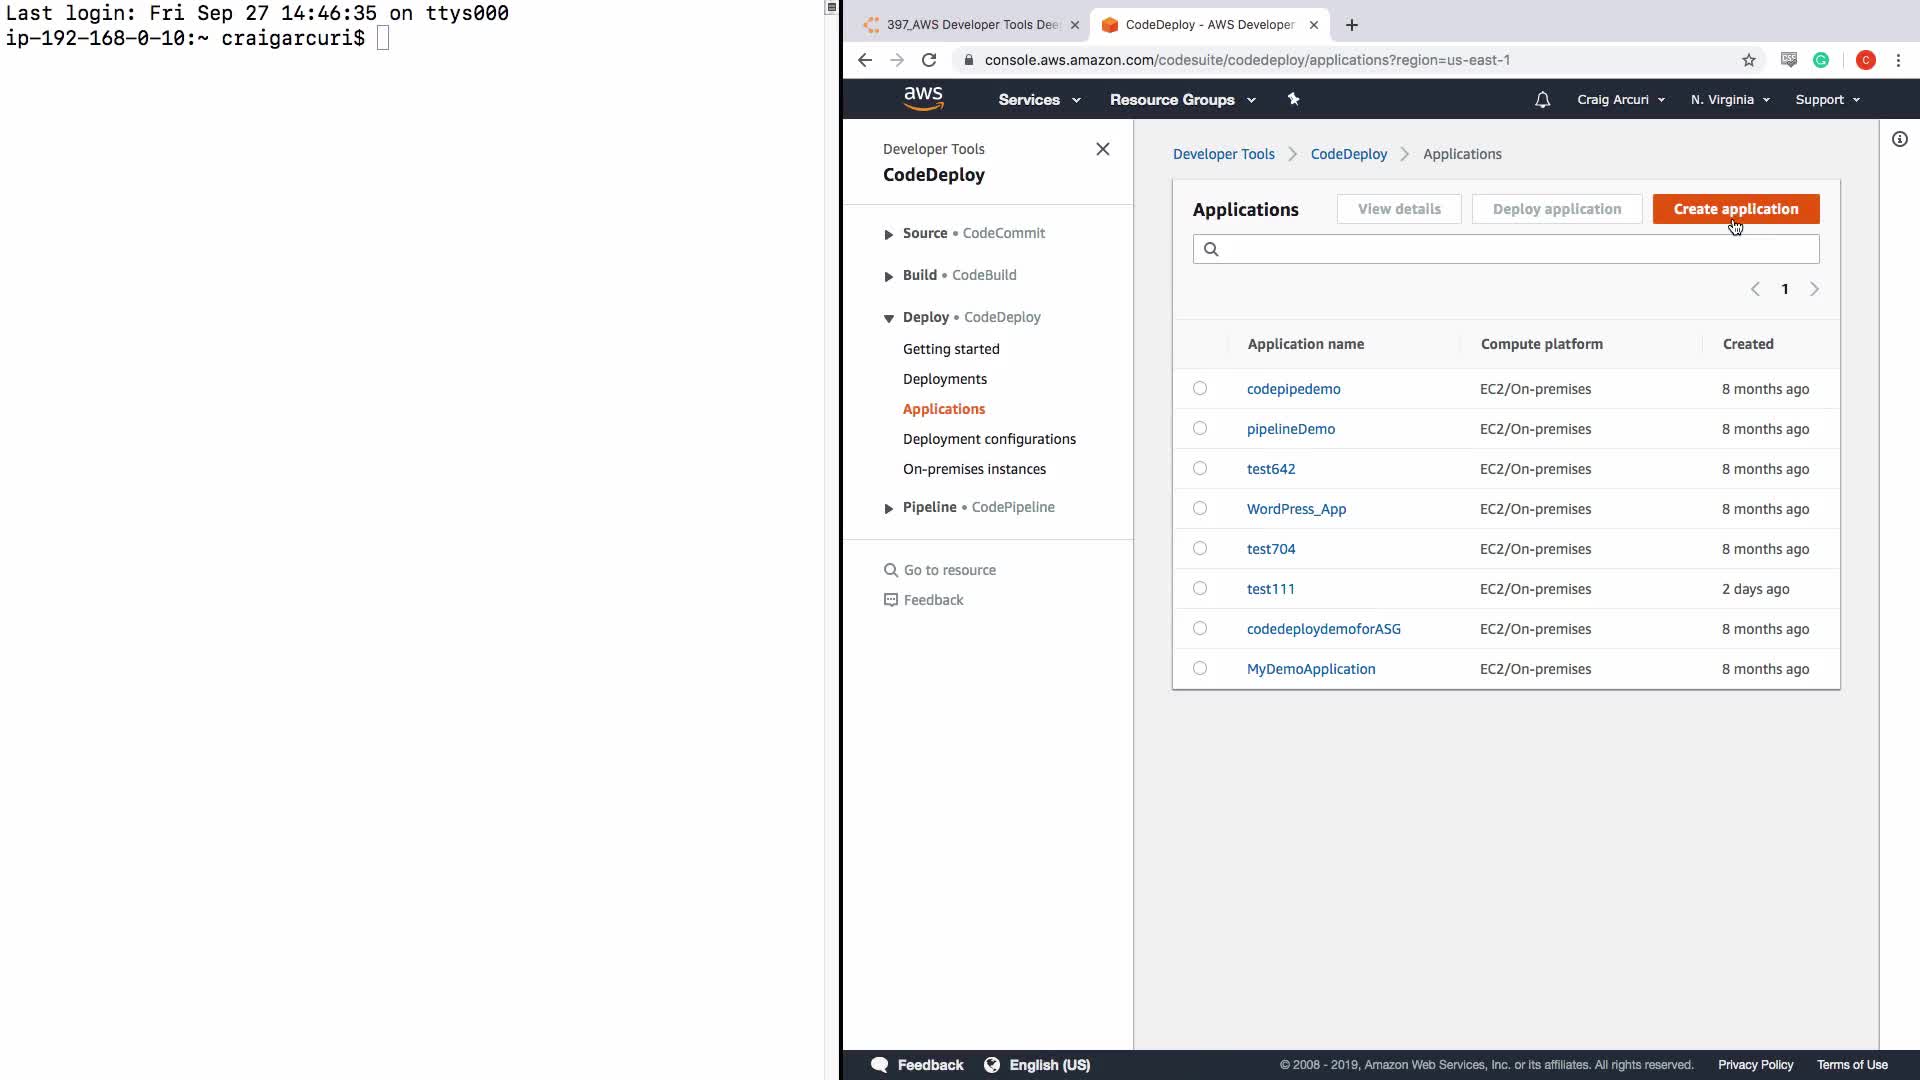 Last login: Fri Sep 27 14:46:35 on ttys000
ip-192-168-0-10:~ craigarcuri$
397_AWS Developer Tools Dee
CodeDeploy - AWS Developer
console.aws.amazon.com/codesuite/codedeploy/applications?region=us-east-1
C
aws
Services
Resource Groups
Craig Arcuri
N. Virginia
Support
Developer Tools
CodeDeploy
Source • CodeCommit
Build • CodeBuild
Deploy • CodeDeploy
Getting started
Deployments
Applications
Deployment configurations
On-premises instances
Pipeline • CodePipeline
Go to resource
Feedback
Developer Tools > CodeDeploy > Applications
Applications
View details
Deploy application
Create application
1
Application name Compute platform Created
codepipedemo EC2/On-premises 8 months ago
pipelineDemo EC2/On-premises 8 months ago
test642 EC2/On-premises 8 months ago
WordPress_App EC2/On-premises 8 months ago
test704 EC2/On-premises 8 months ago
test111 EC2/On-premises 2 days ago
codedeploydemoforASG EC2/On-premises 8 months ago
MyDemoApplication EC2/On-premises 8 months ago
Feedback
English (US)
© 2008 - 2019, Amazon Web Services, Inc. or its affiliates. All rights reserved.
Privacy Policy
Terms of Use